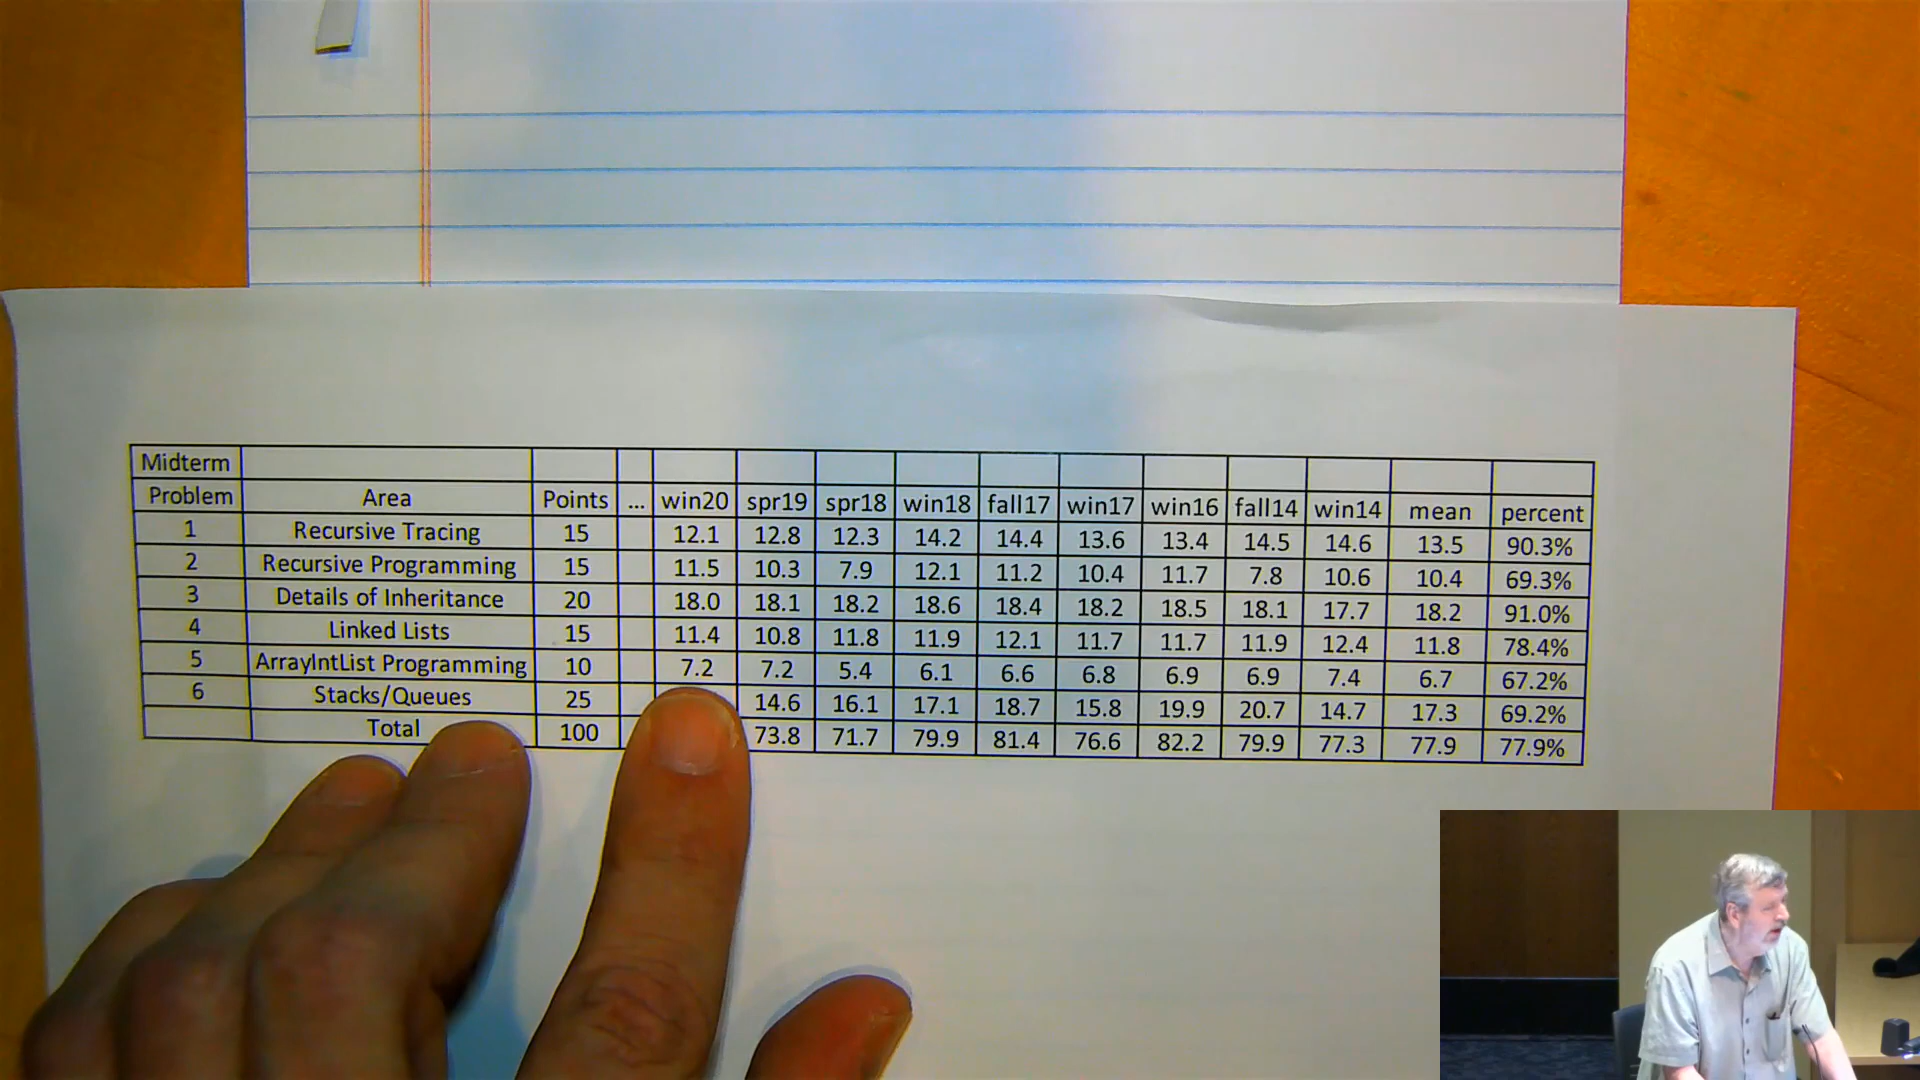 Midterm
Problem Area Points ... win20 spr19 spr18 win18 fall17 win17 win16 fall14 win14 mean percent
1 Recursive Tracing 15 12.1 12.8 12.3 14.2 14.4 13.6 13.4 14.5 14.6 13.5 90.3%
2 Recursive Programming 15 11.5 10.3 7.9 12.1 11.2 10.4 11.7 7.8 10.6 10.4 69.3%
3 Details of Inheritance 20 18.0 18.1 18.2 18.6 18.4 18.2 18.5 18.1 17.7 18.2 91.0%
4 Linked Lists 15 11.4 10.8 11.8 11.9 12.1 11.7 11.7 11.9 12.4 11.8 78.4%
5 ArrayIntList Programming 10 7.2 7.2 5.4 6.1 6.6 6.8 6.9 6.9 7.4 6.7 67.2%
6 Stacks/Queues 25 14.6 16.1 17.1 18.7 15.8 19.9 20.7 14.7 17.3 69.2%
Total 100 73.8 71.7 79.9 81.4 76.6 82.2 79.9 77.3 77.9 77.9%